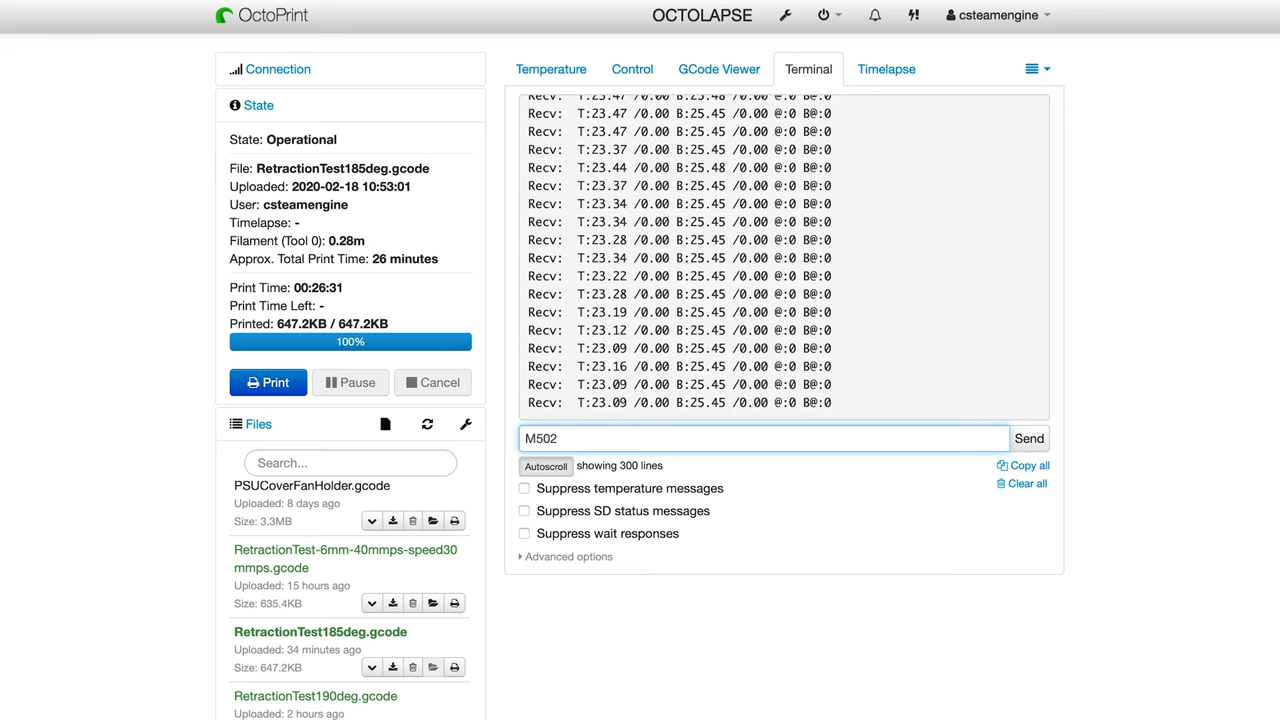 OctoPrint
OCTOLAPSE
csteamengine
Connection
State
State: Operational
File: RetractionTest185deg.gcode
Uploaded: 2020-02-18 10:53:01
User: csteamengine
Timelapse: -
Filament (Tool 0): 0.28m
Approx. Total Print Time: 26 minutes
Print Time: 00:26:31
Print Time Left: -
Printed: 647.2KB / 647.2KB
100%
Print
Pause
Cancel
Files
Search...
PSUCoverFanHolder.gcode
Uploaded: 8 days ago
Size: 3.3MB
RetractionTest-6mm-40mmps-speed30
mmps.gcode
Uploaded: 15 hours ago
Size: 635.4KB
RetractionTest185deg.gcode
Uploaded: 34 minutes ago
Size: 647.2KB
RetractionTest190deg.gcode
Uploaded: 2 hours ago
Temperature
Control
GCode Viewer
Terminal
Timelapse
Recv: T:23.47 /0.00 B:25.48 /0.00 @:0 B@:0
Recv: T:23.47 /0.00 B:25.45 /0.00 @:0 B@:0
Recv: T:23.47 /0.00 B:25.45 /0.00 @:0 B@:0
Recv: T:23.37 /0.00 B:25.45 /0.00 @:0 B@:0
Recv: T:23.44 /0.00 B:25.48 /0.00 @:0 B@:0
Recv: T:23.37 /0.00 B:25.45 /0.00 @:0 B@:0
Recv: T:23.34 /0.00 B:25.45 /0.00 @:0 B@:0
Recv: T:23.34 /0.00 B:25.45 /0.00 @:0 B@:0
Recv: T:23.28 /0.00 B:25.45 /0.00 @:0 B@:0
Recv: T:23.34 /0.00 B:25.45 /0.00 @:0 B@:0
Recv: T:23.22 /0.00 B:25.45 /0.00 @:0 B@:0
Recv: T:23.28 /0.00 B:25.45 /0.00 @:0 B@:0
Recv: T:23.19 /0.00 B:25.45 /0.00 @:0 B@:0
Recv: T:23.12 /0.00 B:25.45 /0.00 @:0 B@:0
Recv: T:23.09 /0.00 B:25.45 /0.00 @:0 B@:0
Recv: T:23.16 /0.00 B:25.45 /0.00 @:0 B@:0
Recv: T:23.09 /0.00 B:25.45 /0.00 @:0 B@:0
Recv: T:23.09 /0.00 B:25.45 /0.00 @:0 B@:0
M502
Send
Autoscroll showing 300 lines
Copy all
Clear all
Suppress temperature messages
Suppress SD status messages
Suppress wait responses
Advanced options